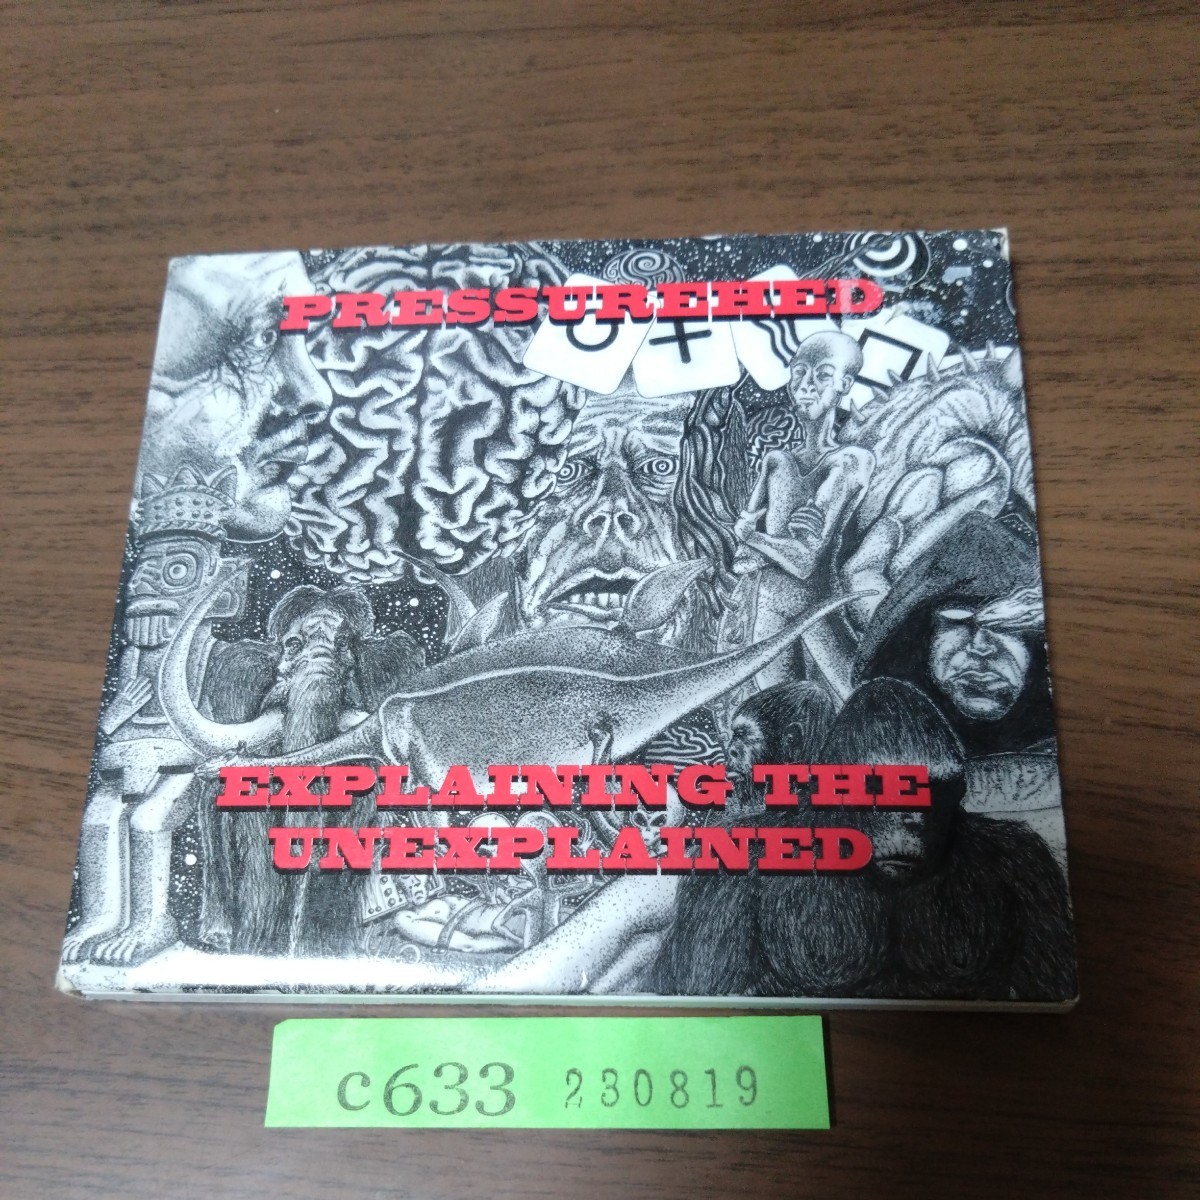 PRESSUREHED
EXPLAINING THE
UNEXPLAINED
c633 230819